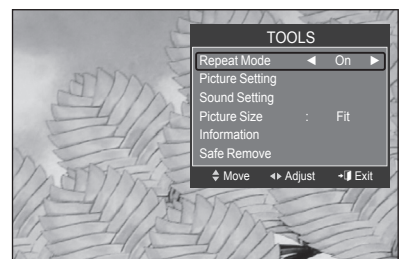 TOOLS
Repeat Mode ◀ On ▶
Picture Setting
Sound Setting
Picture Size : Fit
Information
Safe Remove
Move Adjust Exit